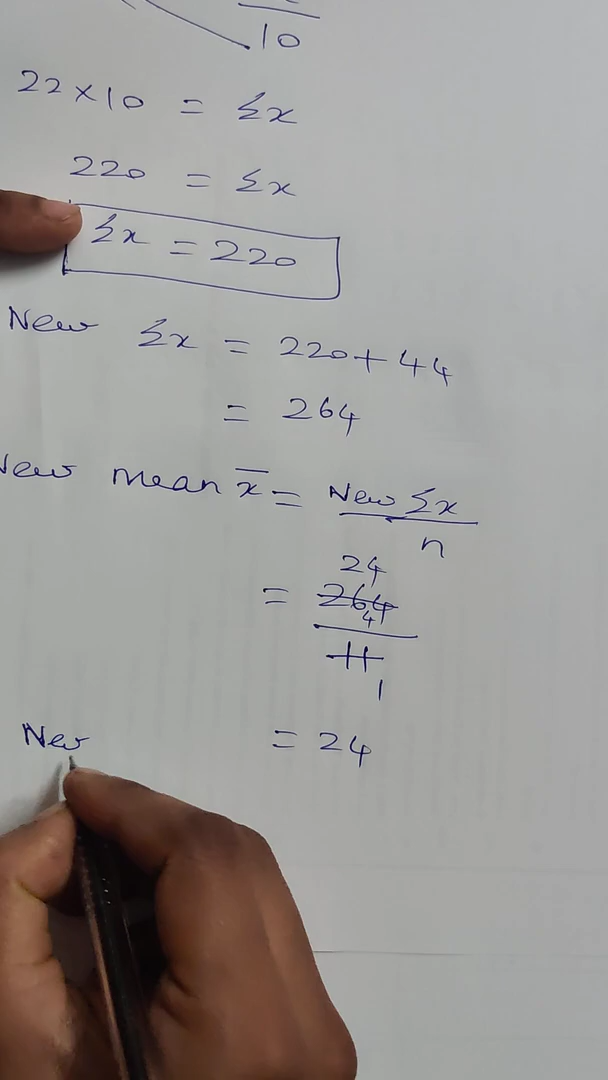 10
22 × 10 = Σx
220 = Σx
Σx = 220
New Σx = 220 + 44
= 264
New mean x̄ = New Σx
n
24
= 264
4
11
1
New = 24